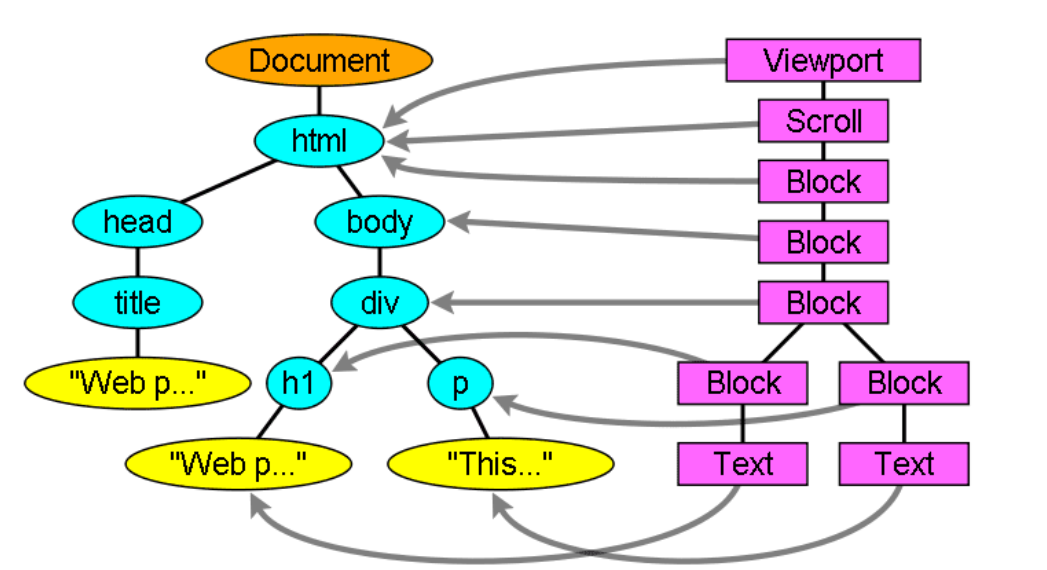 Document
Viewport
html
Scroll
Block
head
body
Block
title
div
Block
"Web p..."
h1
p
Block
Block
"Web p..."
"This..."
Text
Text